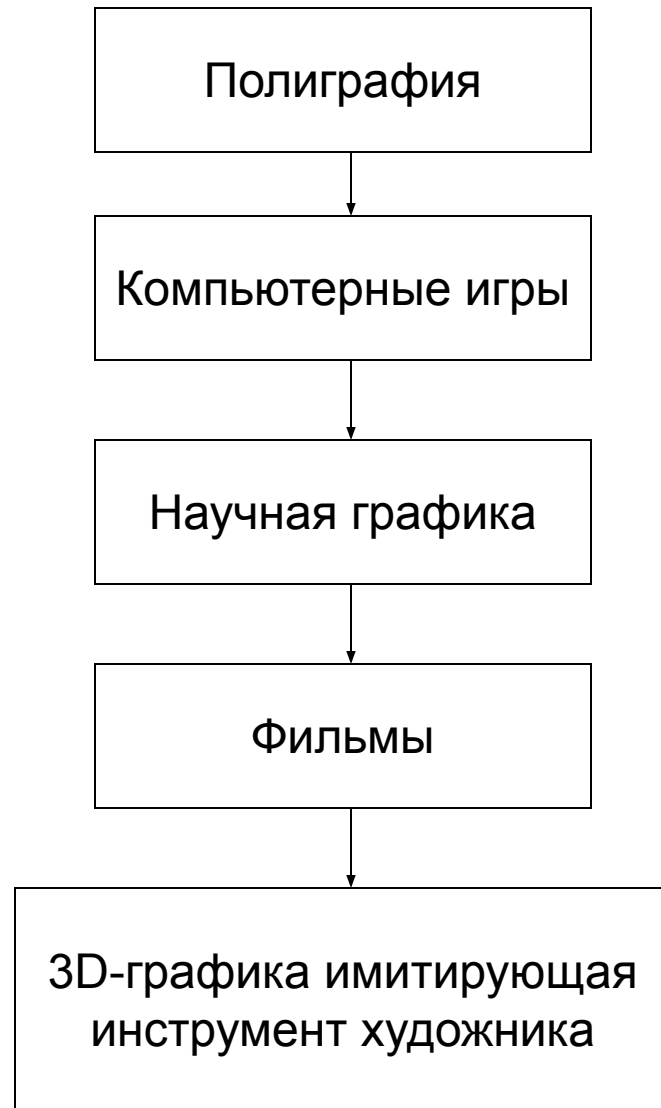 Полиграфия
Компьютерные игры
Научная графика
Фильмы
3D-графика имитирующая
инструмент художника